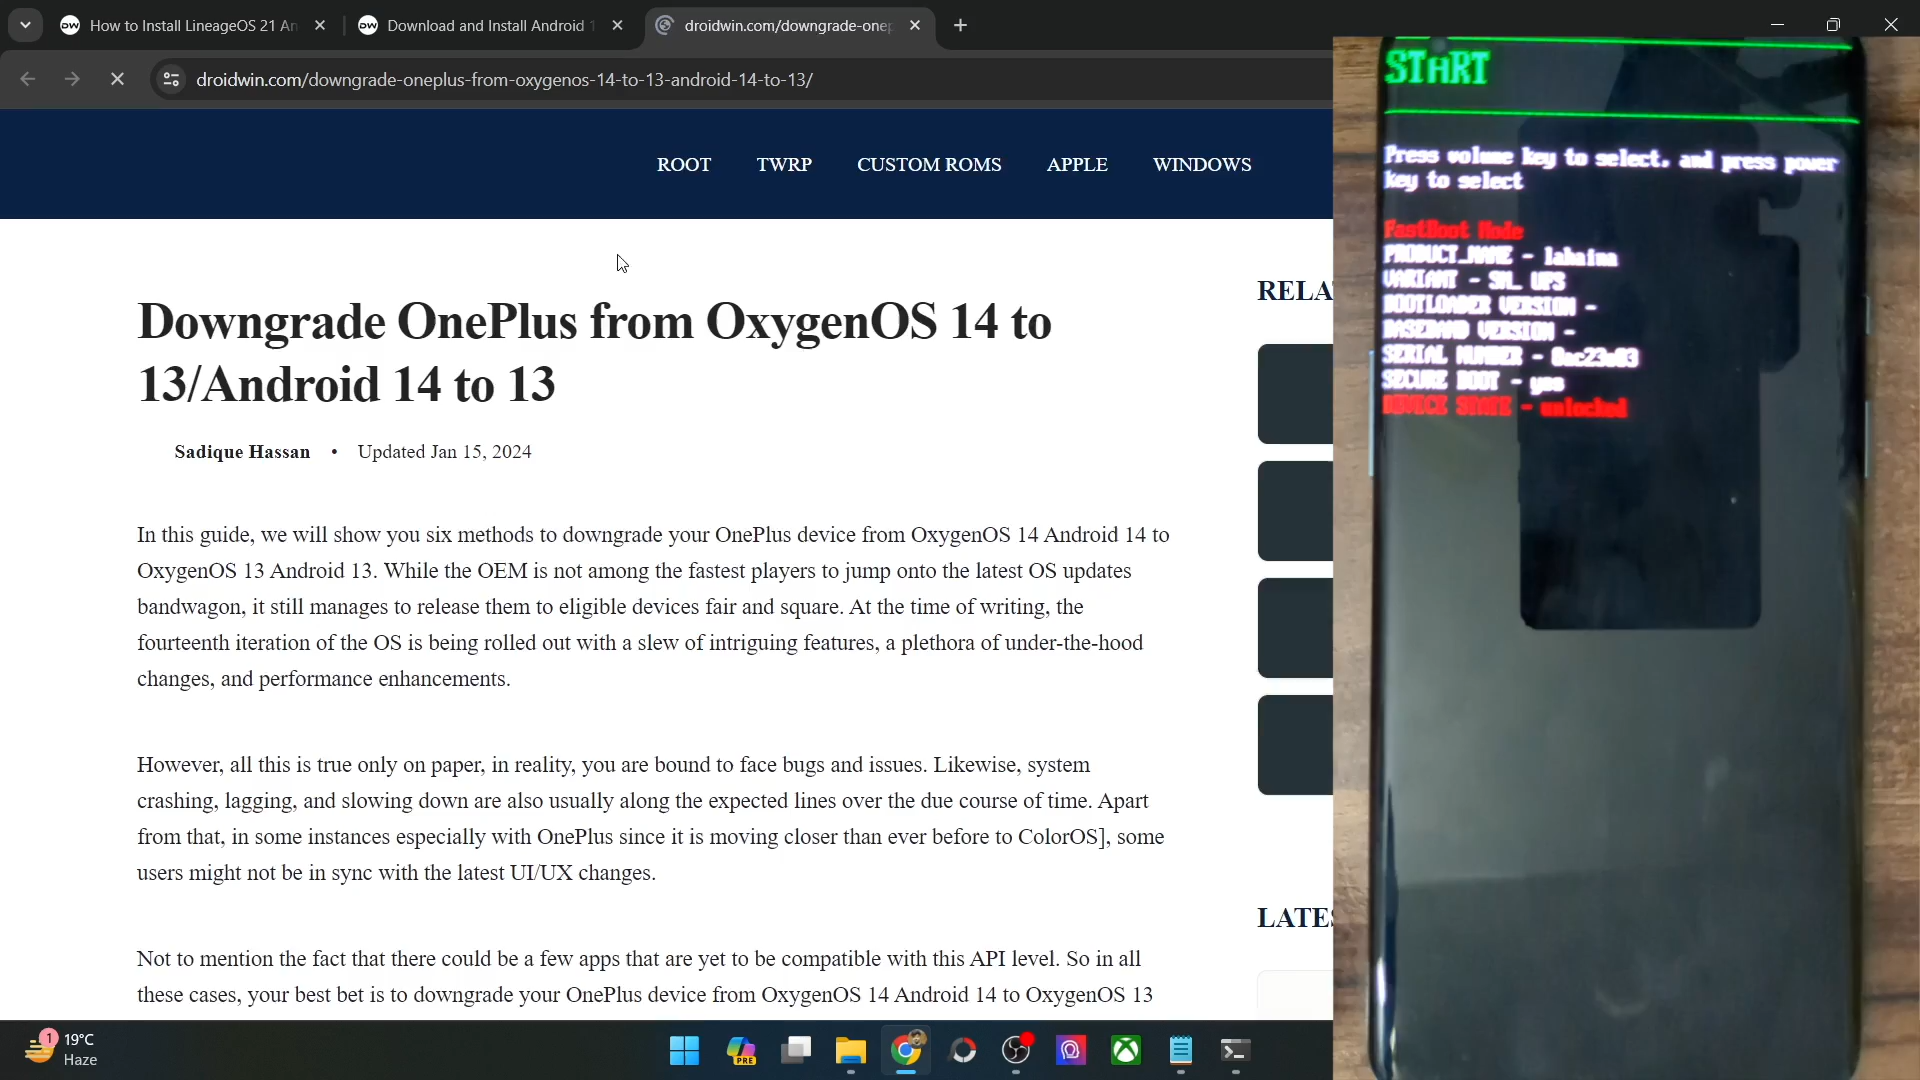 How to Install LineageOS 21 An
Download and Install Android 1
droidwin.com/downgrade-onep
droidwin.com/downgrade-oneplus-from-oxygenos-14-to-13-android-14-to-13/
ROOT
TWRP
CUSTOM ROMS
APPLE
WINDOWS
Downgrade OnePlus from OxygenOS 14 to
13/Android 14 to 13
Sadique Hassan • Updated Jan 15, 2024
In this guide, we will show you six methods to downgrade your OnePlus device from OxygenOS 14 Android 14 to
OxygenOS 13 Android 13. While the OEM is not among the fastest players to jump onto the latest OS updates
bandwagon, it still manages to release them to eligible devices fair and square. At the time of writing, the
fourteenth iteration of the OS is being rolled out with a slew of intriguing features, a plethora of under-the-hood
changes, and performance enhancements.
However, all this is true only on paper, in reality, you are bound to face bugs and issues. Likewise, system
crashing, lagging, and slowing down are also usually along the expected lines over the due course of time. Apart
from that, in some instances especially with OnePlus since it is moving closer than ever before to ColorOS], some
users might not be in sync with the latest UI/UX changes.
Not to mention the fact that there could be a few apps that are yet to be compatible with this API level. So in all
these cases, your best bet is to downgrade your OnePlus device from OxygenOS 14 Android 14 to OxygenOS 13
RELA
LATES
START
Press volume key to select, and press power
key to select
FastBoot Mode
PRODUCT_NAME - lahaina
VARIANT - SM_ UFS
BOOTLOADER VERSION -
BASEBAND VERSION -
SERIAL NUMBER -
SECURE BOOT - yes
DEVICE STATE - unlocked
1
19°C
Haze
PRE